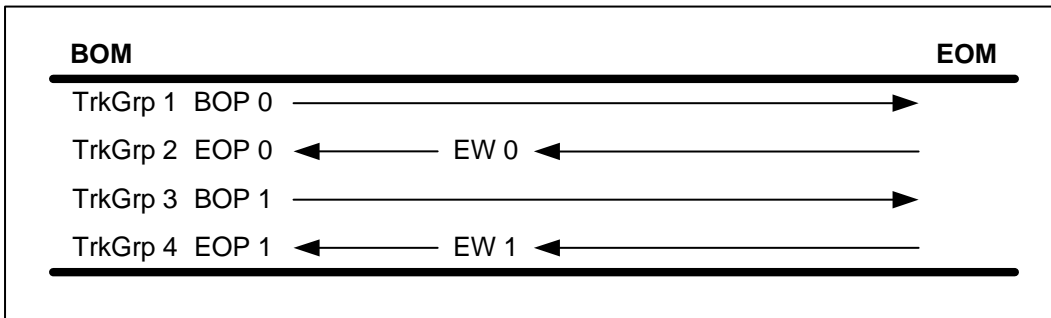 BOM EOM
TrkGrp 1 BOP 0
TrkGrp 2 EOP 0 EW 0
TrkGrp 3 BOP 1
TrkGrp 4 EOP 1 EW 1